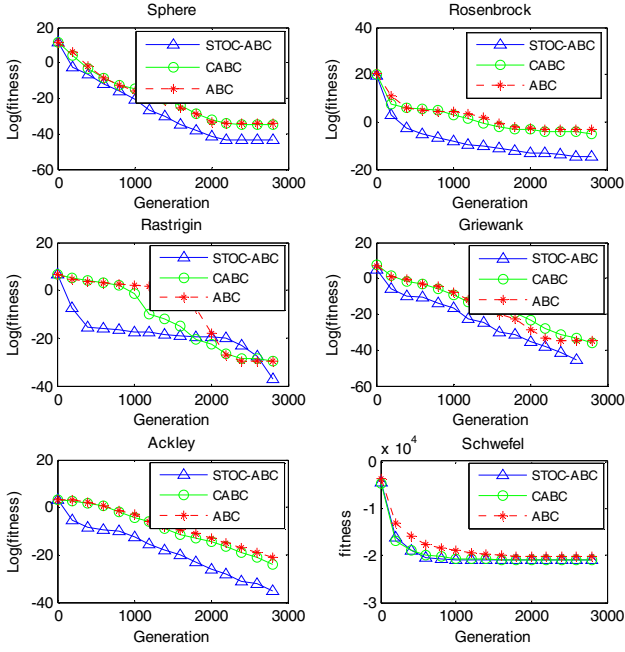 Sphere
20
0
-20
-40
-60
Log(fitness)
0
1000
2000
3000
Generation
STOC-ABC
CABC
ABC
Rosenbrock
40
20
0
-20
Log(fitness)
0
1000
2000
3000
Generation
STOC-ABC
CABC
ABC
Rastrigin
20
0
-20
-40
Log(fitness)
0
1000
2000
3000
Generation
STOC-ABC
CABC
ABC
Griewank
20
0
-20
-40
-60
Log(fitness)
0
1000
2000
3000
Generation
STOC-ABC
CABC
ABC
Ackley
20
0
-20
-40
Log(fitness)
0
1000
2000
3000
Generation
STOC-ABC
CABC
ABC
Schwefel
x 10^4
0
-1
-2
-3
fitness
0
1000
2000
3000
Generation
STOC-ABC
CABC
ABC